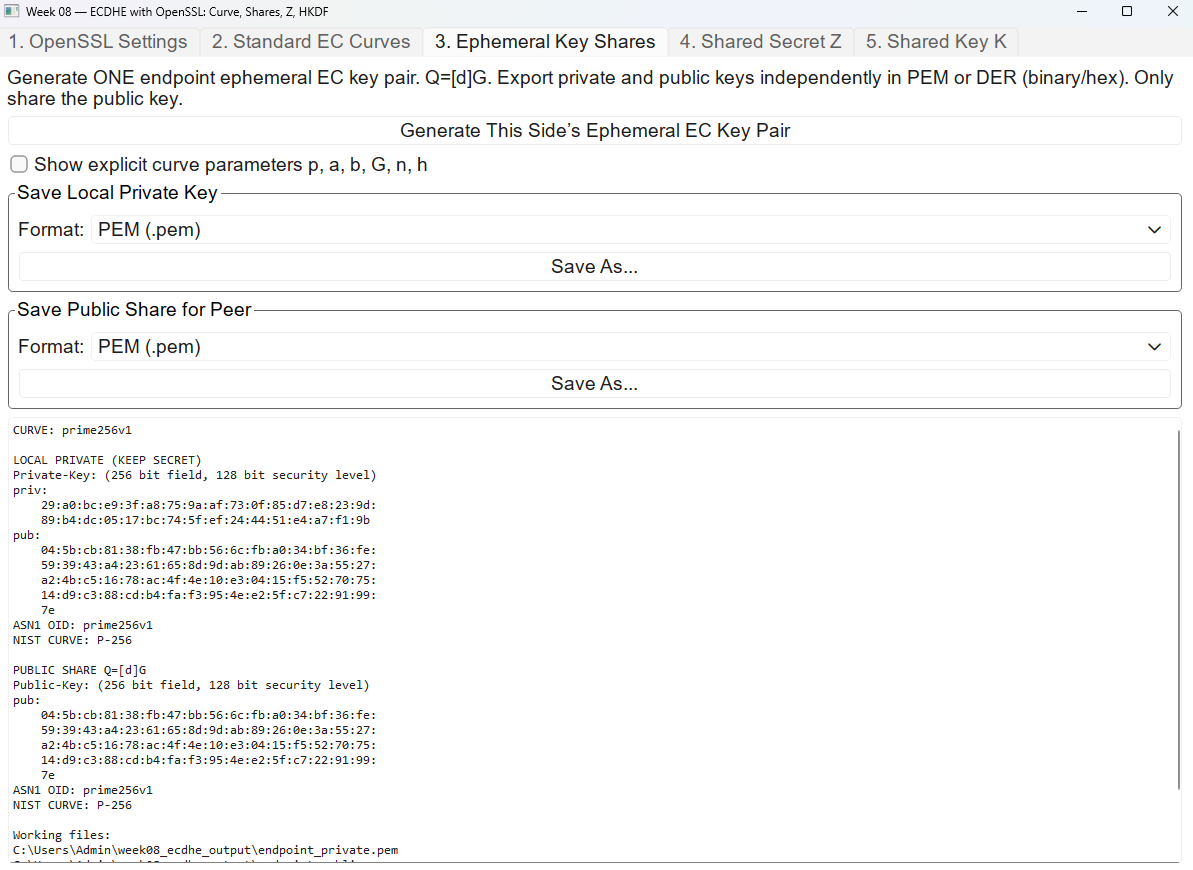 Week 08 — ECDHE with OpenSSL: Curve, Shares, Z, HKDF
1. OpenSSL Settings 2. Standard EC Curves 3. Ephemeral Key Shares 4. Shared Secret Z 5. Shared Key K
Generate ONE endpoint ephemeral EC key pair. Q=[d]G. Export private and public keys independently in PEM or DER (binary/hex). Only
share the public key.
Generate This Side’s Ephemeral EC Key Pair
Show explicit curve parameters p, a, b, G, n, h
Save Local Private Key
Format: PEM (.pem)
Save As...
Save Public Share for Peer
Format: PEM (.pem)
Save As...
CURVE: prime256v1
LOCAL PRIVATE (KEEP SECRET)
Private-Key: (256 bit field, 128 bit security level)
priv:
29:a0:bc:e9:3f:a8:75:9a:af:73:0f:85:d7:e8:23:9d:
89:b4:dc:05:17:bc:74:5f:ef:24:44:51:e4:a7:f1:9b
pub:
04:5b:cb:81:38:fb:47:bb:56:6c:fb:a0:34:bf:36:fe:
59:39:43:a4:23:61:65:8d:9d:ab:89:26:0e:3a:55:27:
a2:4b:c5:16:78:ac:4f:4e:10:e3:04:15:f5:52:70:75:
14:d9:c3:88:cd:b4:fa:f3:95:4e:e2:5f:c7:22:91:99:
7e
ASN1 OID: prime256v1
NIST CURVE: P-256
PUBLIC SHARE Q=[d]G
Public-Key: (256 bit field, 128 bit security level)
pub:
04:5b:cb:81:38:fb:47:bb:56:6c:fb:a0:34:bf:36:fe:
59:39:43:a4:23:61:65:8d:9d:ab:89:26:0e:3a:55:27:
a2:4b:c5:16:78:ac:4f:4e:10:e3:04:15:f5:52:70:75:
14:d9:c3:88:cd:b4:fa:f3:95:4e:e2:5f:c7:22:91:99:
7e
ASN1 OID: prime256v1
NIST CURVE: P-256
Working files:
C:\Users\Admin\week08_ecdhe_output\endpoint_private.pem